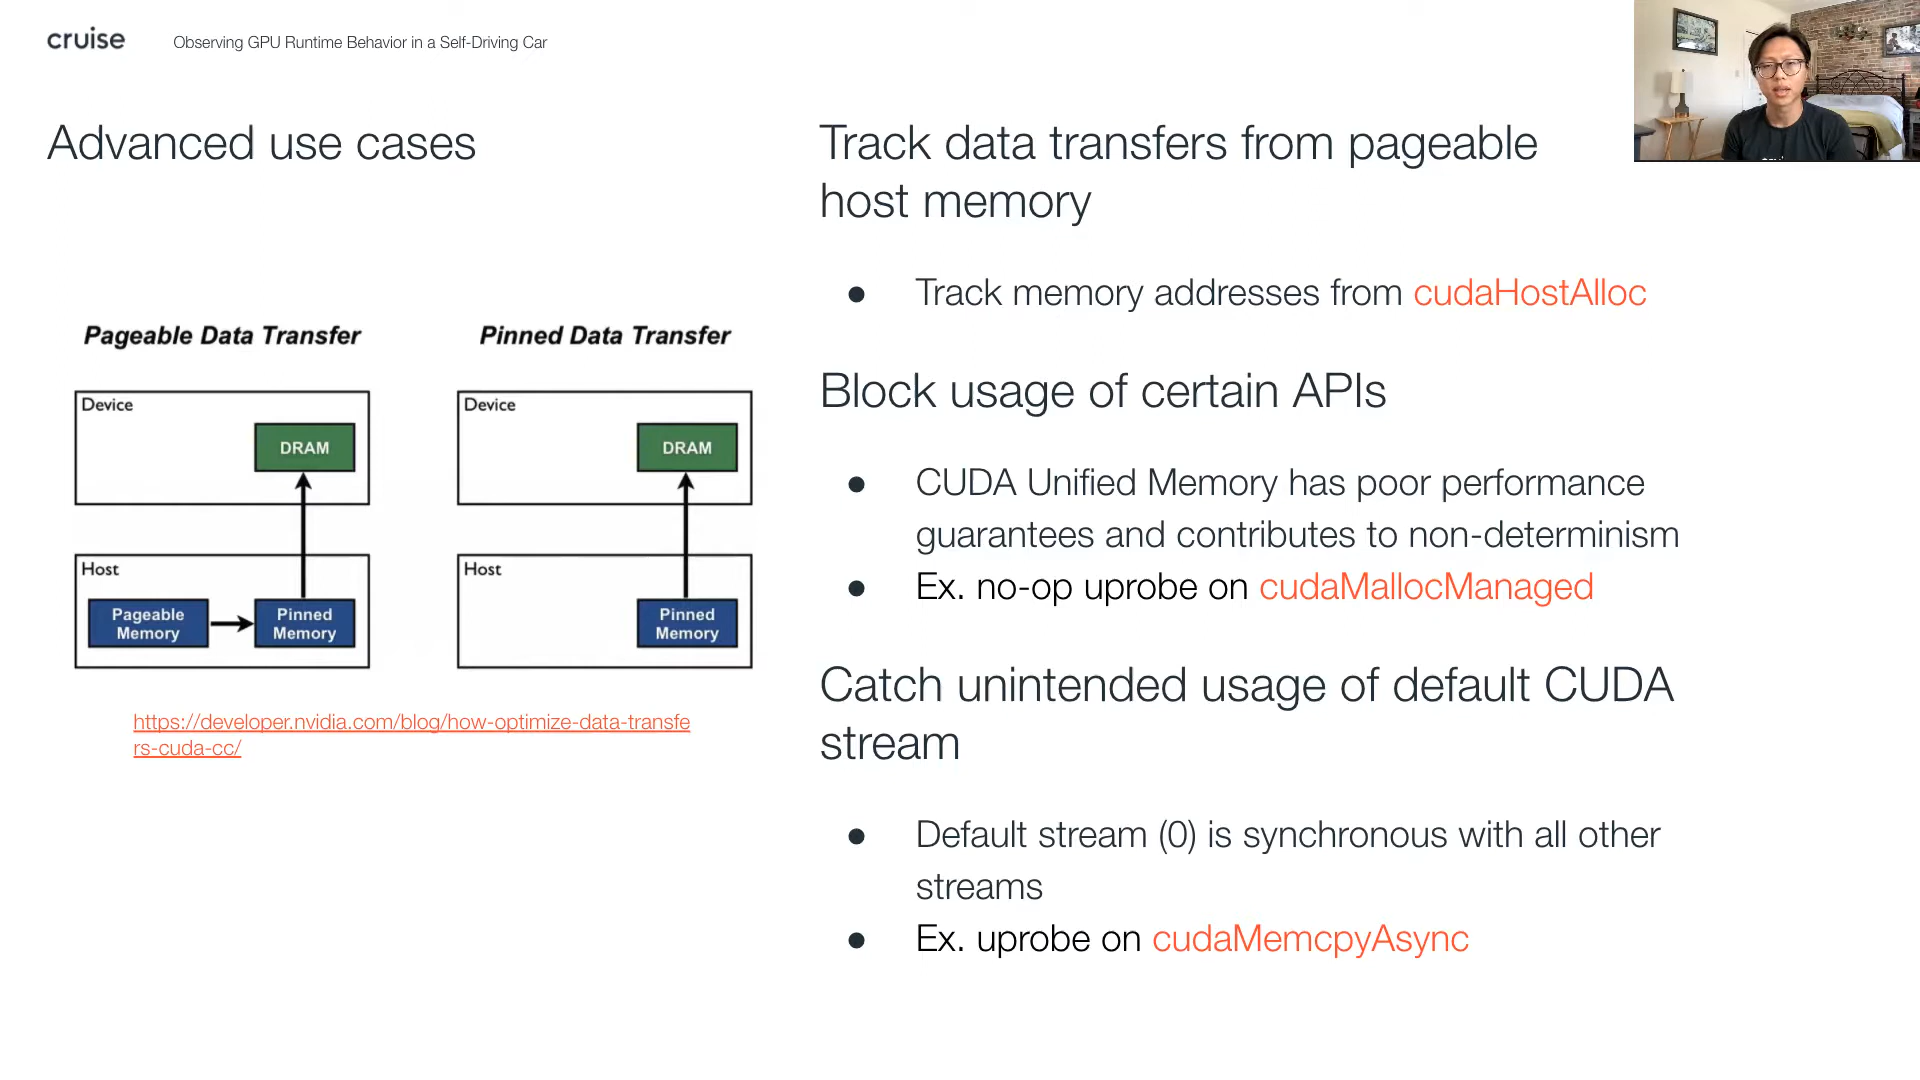 cruise
Observing GPU Runtime Behavior in a Self-Driving Car
Advanced use cases
Pageable Data Transfer
Pinned Data Transfer
Device
DRAM
Host
Pageable
Memory
Pinned
Memory
Device
DRAM
Host
Pinned
Memory
https://developer.nvidia.com/blog/how-optimize-data-transfe
rs-cuda-cc/
Track data transfers from pageable
host memory
● Track memory addresses from cudaHostAlloc
Block usage of certain APIs
● CUDA Unified Memory has poor performance
guarantees and contributes to non-determinism
● Ex. no-op uprobe on cudaMallocManaged
Catch unintended usage of default CUDA
stream
● Default stream (0) is synchronous with all other
streams
● Ex. uprobe on cudaMemcpyAsync